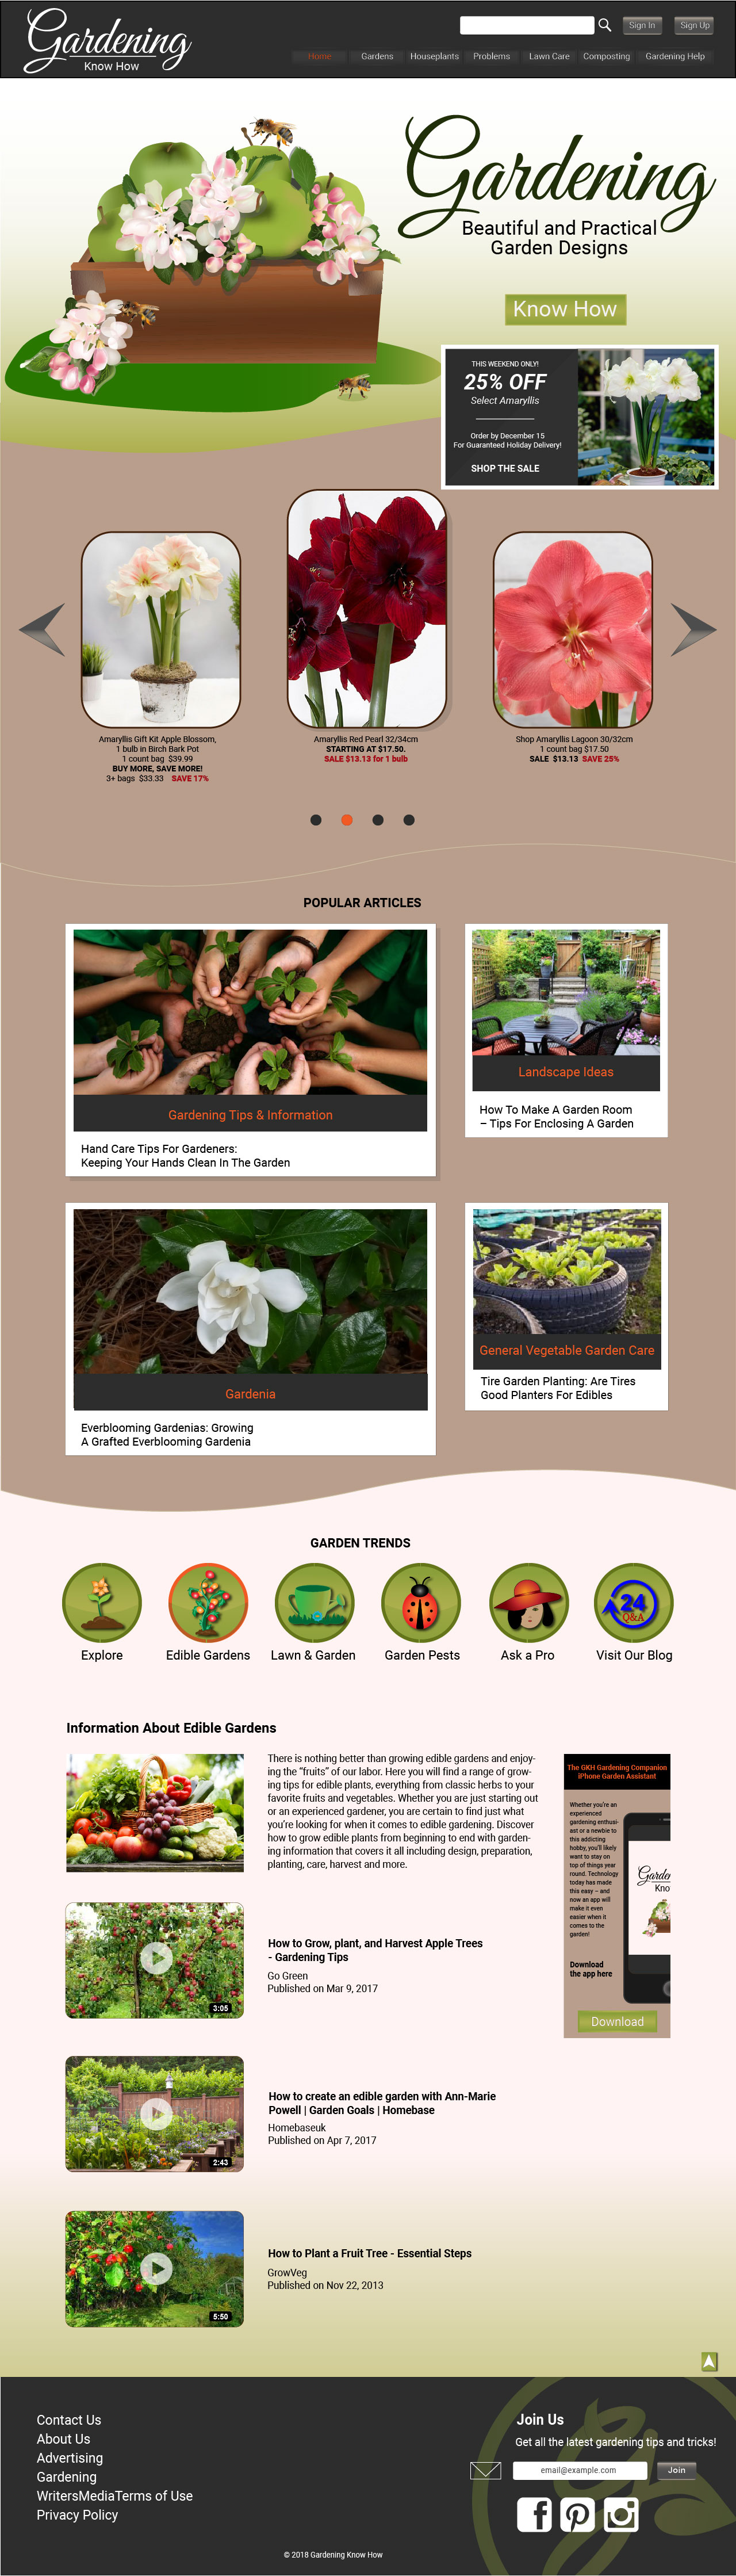 Gardening
Know How
Sign In
Sign Up
Home
Gardens
Houseplants
Problems
Lawn Care
Composting
Gardening Help
Gardening
Beautiful and Practical
Garden Designs
Know How
THIS WEEKEND ONLY!
25% OFF
Select Amaryllis
Order by December 15
For Guaranteed Holiday Delivery!
SHOP THE SALE
Amaryllis Gift Kit Apple Blossom,
1 bulb in Birch Bark Pot
1 count bag $39.99
BUY MORE, SAVE MORE!
3+ bags $33.33 SAVE 17%
Amaryllis Red Pearl 32/34cm
STARTING AT $17.50.
SALE $13.13 for 1 bulb
Shop Amaryllis Lagoon 30/32cm
1 count bag $17.50
SALE $13.13 SAVE 25%
POPULAR ARTICLES
Gardening Tips & Information
Hand Care Tips For Gardeners:
Keeping Your Hands Clean In The Garden
Landscape Ideas
How To Make A Garden Room
– Tips For Enclosing A Garden
Gardenia
Everblooming Gardenias: Growing
A Grafted Everblooming Gardenia
General Vegetable Garden Care
Tire Garden Planting: Are Tires
Good Planters For Edibles
GARDEN TRENDS
24
Q&A
Explore
Edible Gardens
Lawn & Garden
Garden Pests
Ask a Pro
Visit Our Blog
Information About Edible Gardens
There is nothing better than growing edible gardens and enjoy-
ing the “fruits” of our labor. Here you will find a range of grow-
ing tips for edible plants, everything from classic herbs to your
favorite fruits and vegetables. Whether you are just starting out
or an experienced gardener, you are certain to find just what
you’re looking for when it comes to edible gardening. Discover
how to grow edible plants from beginning to end with garden-
ing information that covers it all including design, preparation,
planting, care, harvest and more.
The GKH Gardening Companion
iPhone Garden Assistant
Whether you’re an
experienced
gardening enthusi-
ast or a newbie to
this addicting
hobby, you’ll likely
want to stay on
top of things year
round. Technology
today has made
this easy – and
now an app will
make it even
easier when it
comes to the
garden!
Garde
Kno
Download
the app here
Download
3:05
How to Grow, plant, and Harvest Apple Trees
- Gardening Tips
Go Green
Published on Mar 9, 2017
2:43
How to create an edible garden with Ann-Marie
Powell | Garden Goals | Homebase
Homebaseuk
Published on Apr 7, 2017
5:50
How to Plant a Fruit Tree - Essential Steps
GrowVeg
Published on Nov 22, 2013
Contact Us
About Us
Advertising
Gardening
WritersMediaTerms of Use
Privacy Policy
Join Us
Get all the latest gardening tips and tricks!
email@example.com
Join
© 2018 Gardening Know How